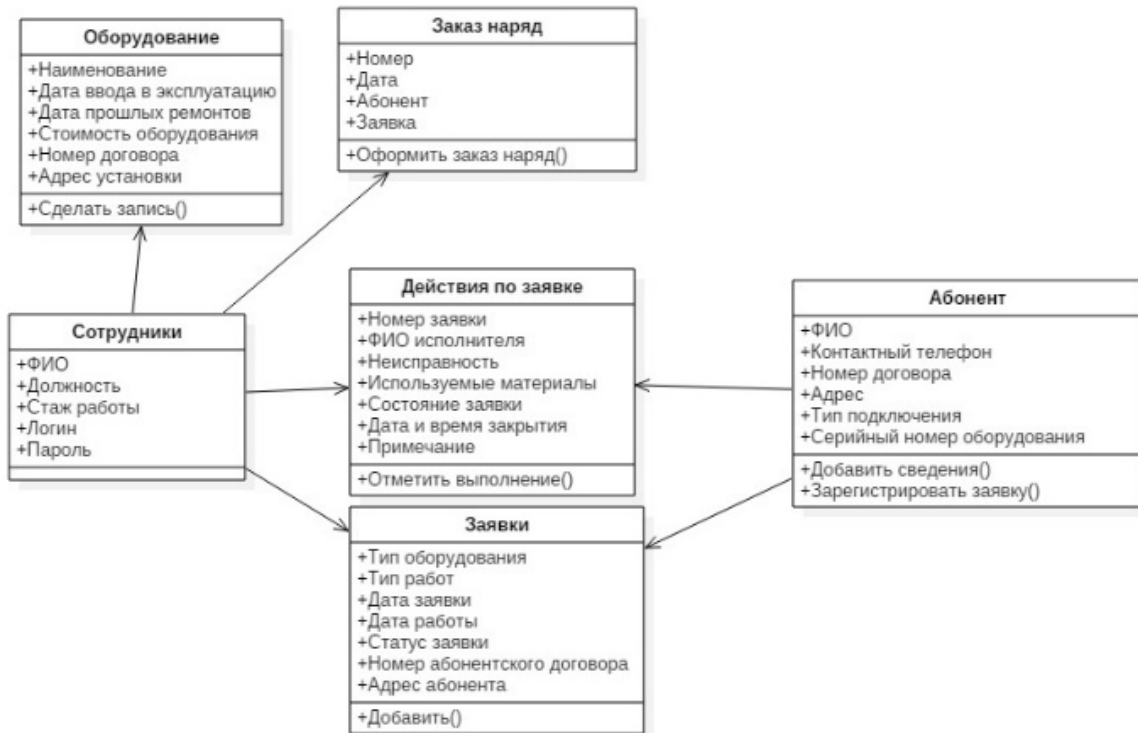 Оборудование
+Наименование
+Дата ввода в эксплуатацию
+Дата прошлых ремонтов
+Стоимость оборудования
+Номер договора
+Адрес установки
+Сделать запись()
Заказ наряд
+Номер
+Дата
+Абонент
+Заявка
+Оформить заказ наряд()
Сотрудники
+ФИО
+Должность
+Стаж работы
+Логин
+Пароль
Действия по заявке
+Номер заявки
+ФИО исполнителя
+Неисправность
+Используемые материалы
+Состояние заявки
+Дата и время закрытия
+Примечание
+Отметить выполнение()
Абонент
+ФИО
+Контактный телефон
+Номер договора
+Адрес
+Тип подключения
+Серийный номер оборудования
+Добавить сведения()
+Зарегистрировать заявку()
Заявки
+Тип оборудования
+Тип работ
+Дата заявки
+Дата работы
+Статус заявки
+Номер абонентского договора
+Адрес абонента
+Добавить()